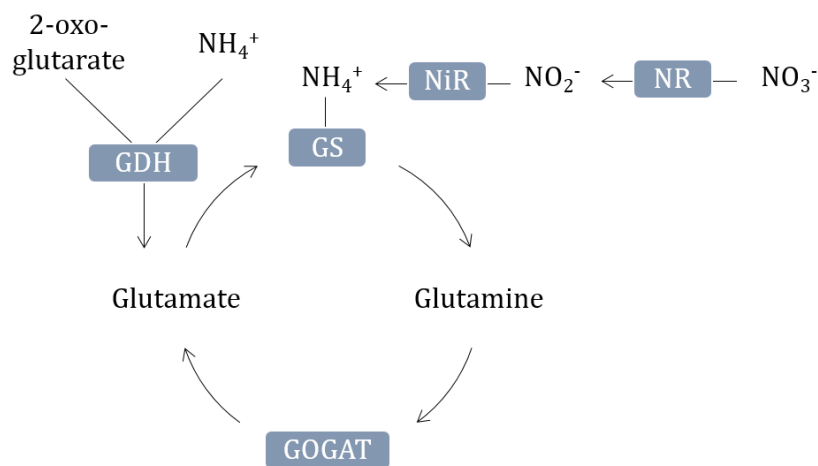 2-oxo-
glutarate
NH₄⁺
NH₄⁺
NiR
NO₂⁻
NR
NO₃⁻
GS
GDH
Glutamate
Glutamine
GOGAT